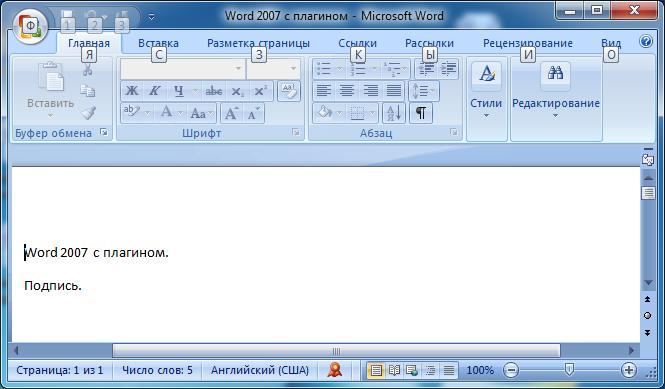 Word 2007 с плагином - Microsoft Word
Ф 1 2 3
Главная Вставка Разметка страницы Ссылки Рассылки Рецензирование Вид
Я С З К Ы И О
Вставить
Ж К Ч abc x₂ x²
Aa A A
Стили
Редактирование
Буфер обмена Шрифт Абзац
Word 2007 с плагином.
Подпись.
Страница: 1 из 1 Число слов: 5 Английский (США) 100%